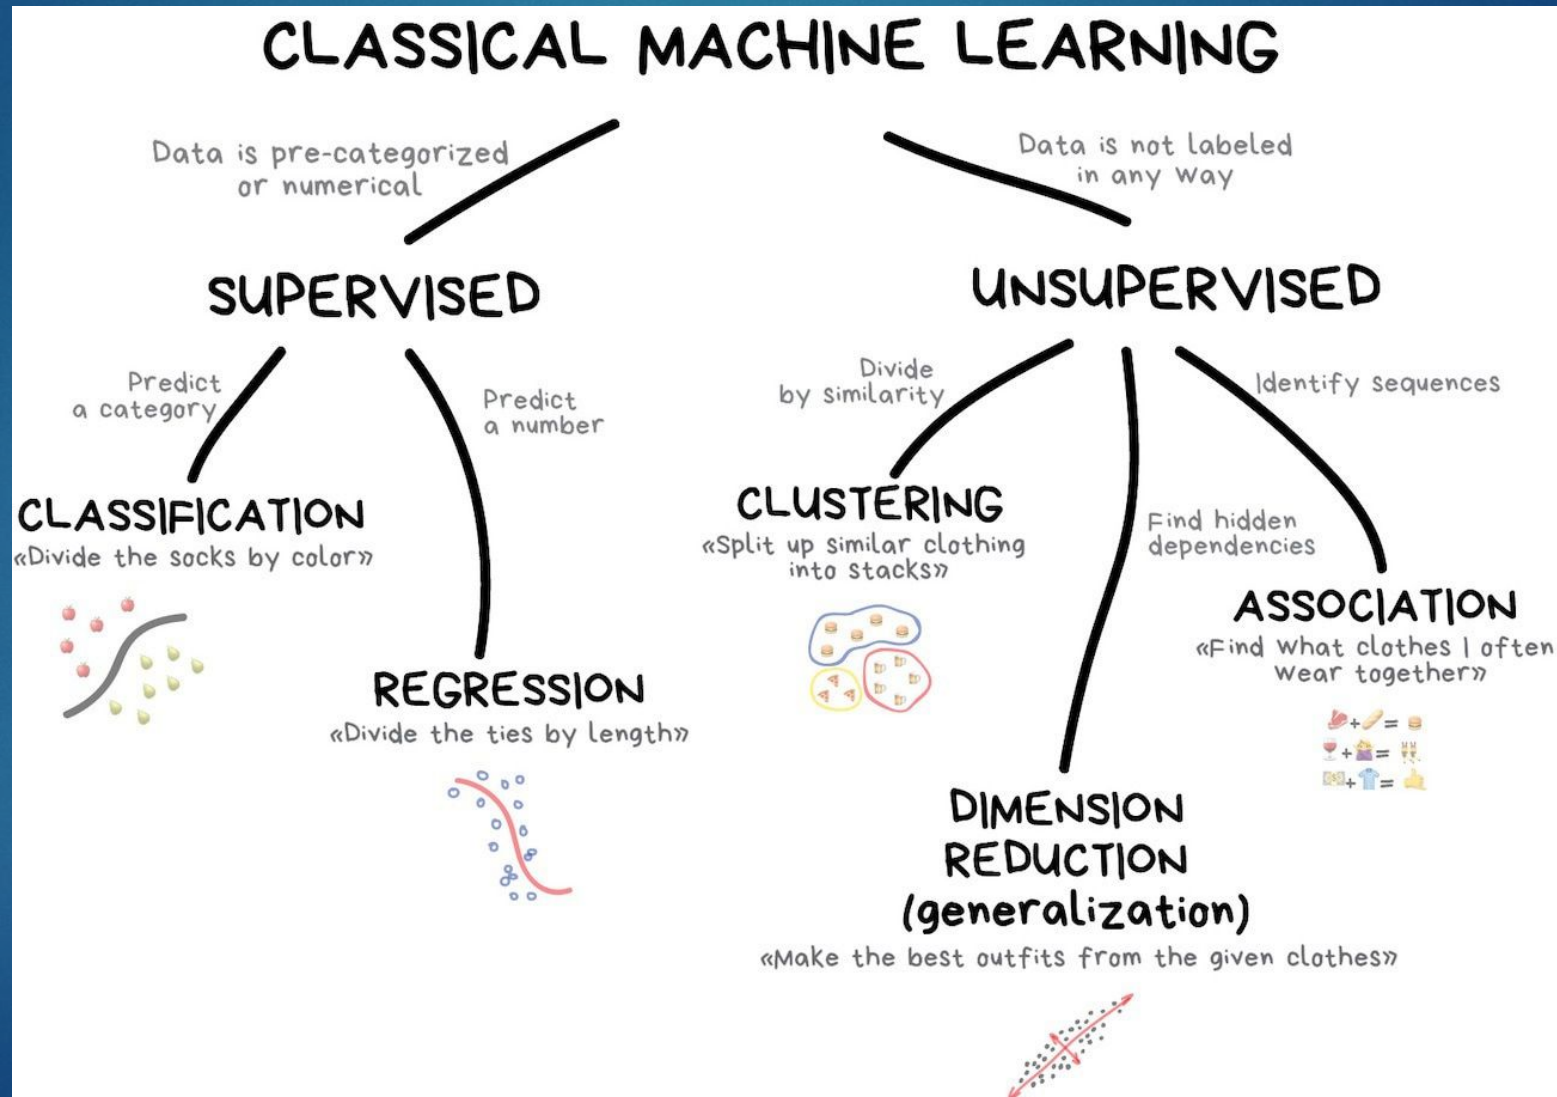 CLASSICAL MACHINE LEARNING
Data is pre-categorized
or numerical
Data is not labeled
in any way
SUPERVISED
UNSUPERVISED
Predict
a category
Predict
a number
Divide
by similarity
Identify sequences
CLASSIFICATION
«Divide the socks by color»
CLUSTERING
«Split up similar clothing
into stacks»
Find hidden
dependencies
ASSOCIATION
«Find what clothes I often
wear together»
REGRESSION
«Divide the ties by length»
+ =
+ =
+ =
DIMENSION
REDUCTION
(generalization)
«Make the best outfits from the given clothes»